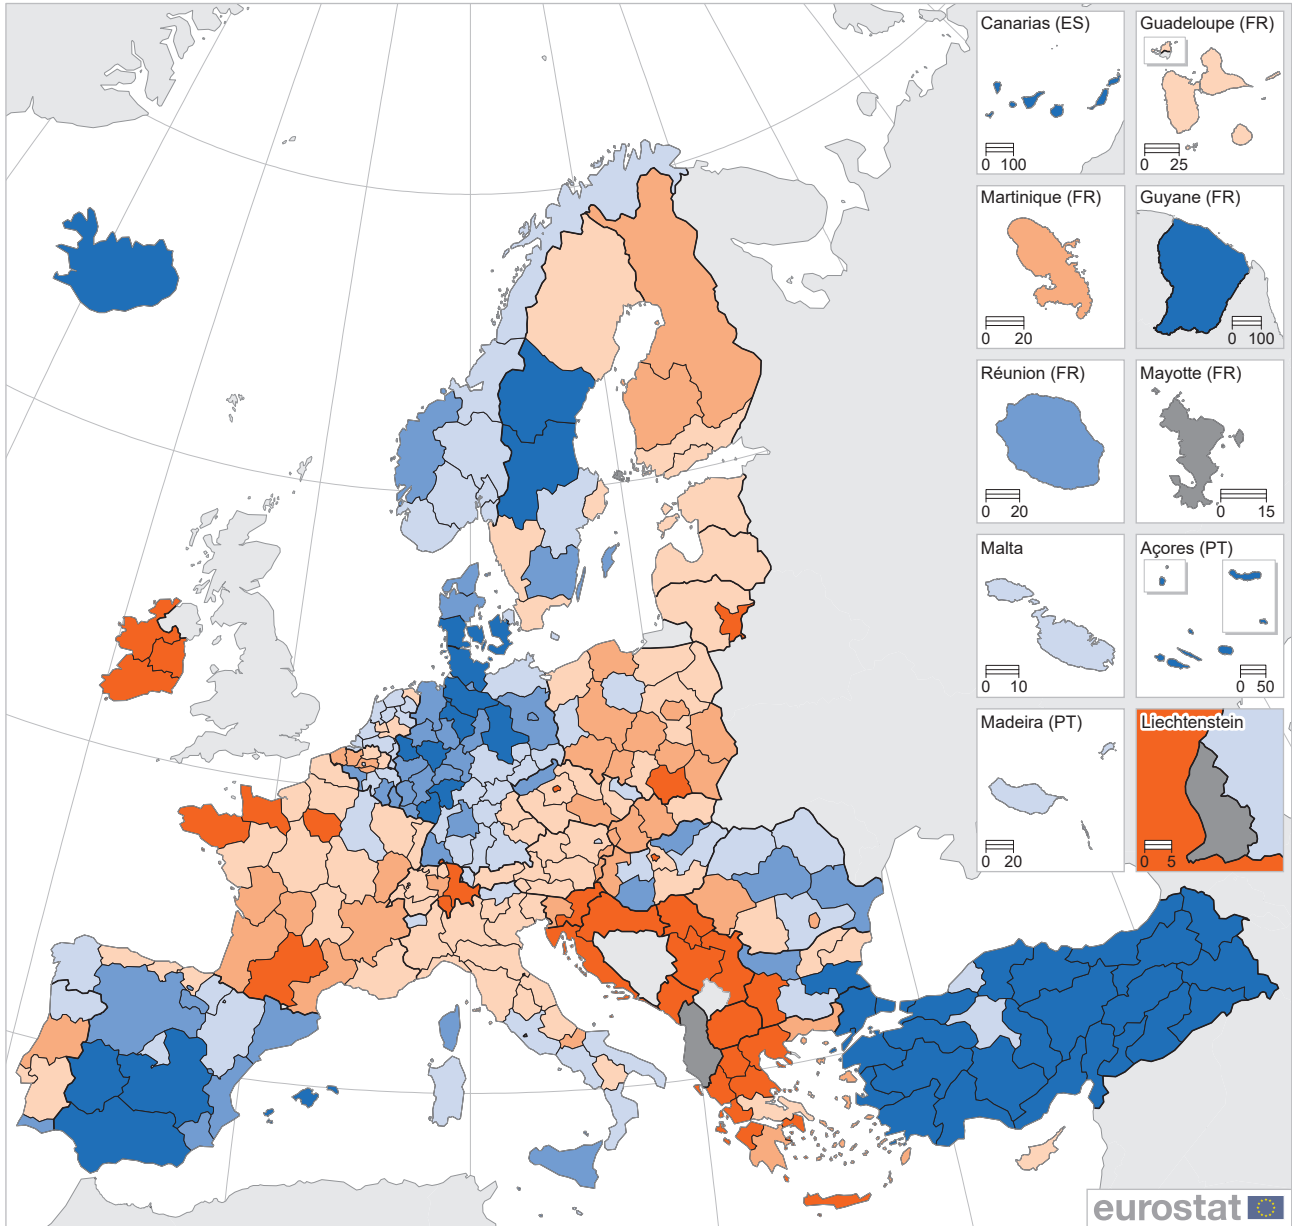 Canarias (ES)
0 100
Guadeloupe (FR)
0 25
Martinique (FR)
0 20
Guyane (FR)
0 100
Réunion (FR)
0 20
Mayotte (FR)
0 15
Malta
0 10
Açores (PT)
0 50
Madeira (PT)
0 20
Liechtenstein
0 5
eurostat